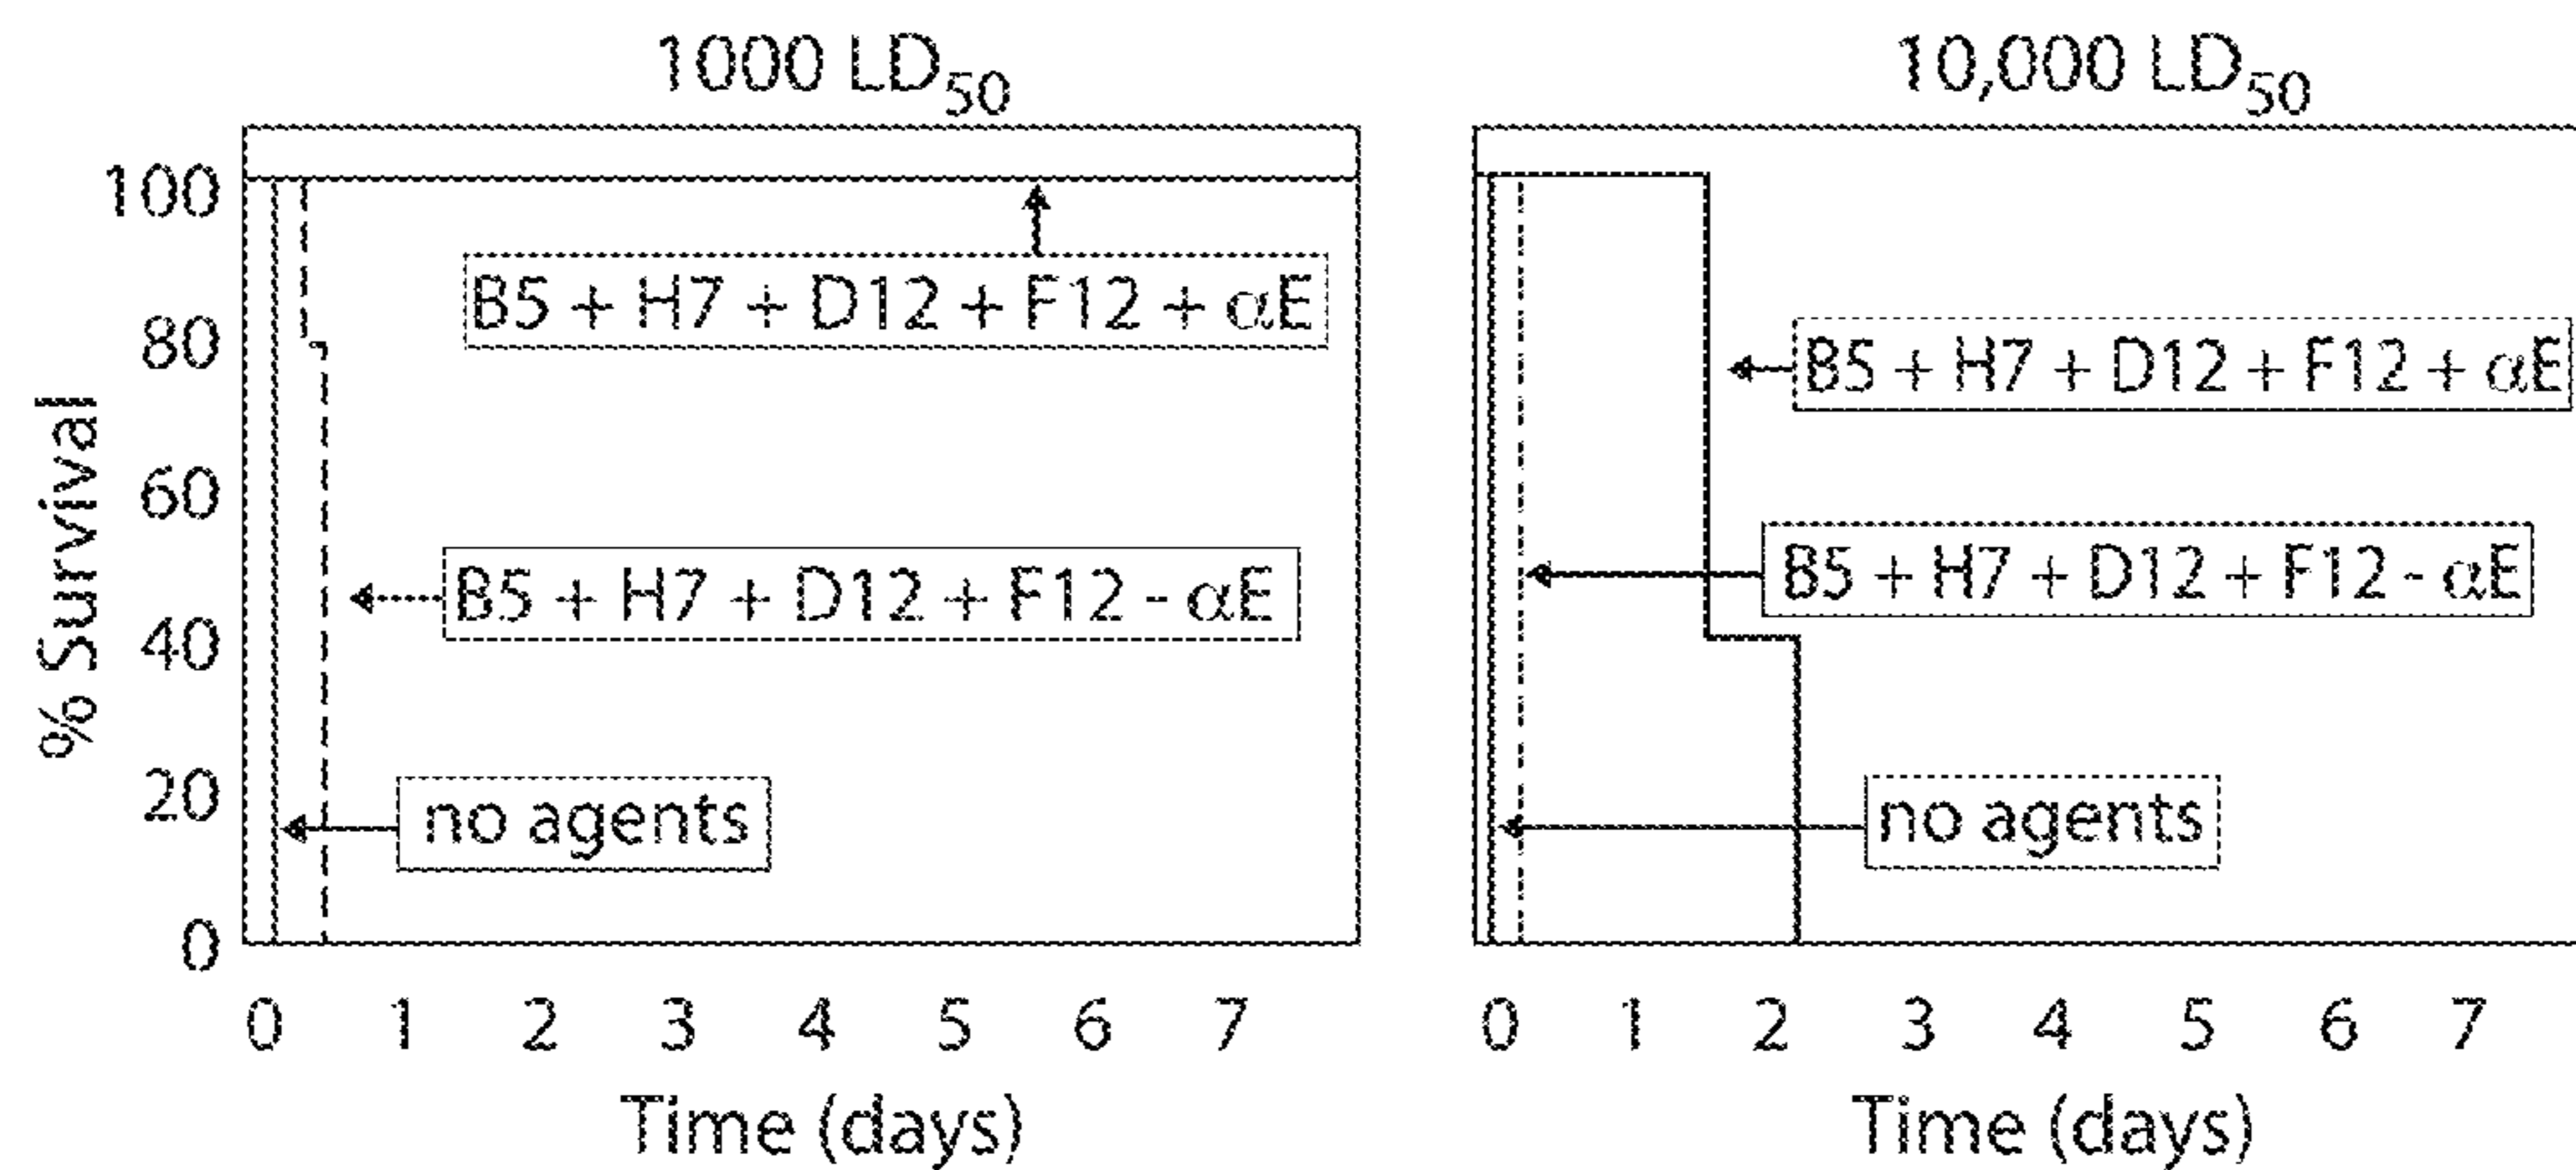 1000 LD50
100
80
60
40
20
0
% Survival
B5 + H7 + D12 + F12 + αE
B5 + H7 + D12 + F12 - αE
no agents
0 1 2 3 4 5 6 7
Time (days)
10,000 LD50
B5 + H7 + D12 + F12 + αE
B5 + H7 + D12 + F12 - αE
no agents
0 1 2 3 4 5 6 7
Time (days)